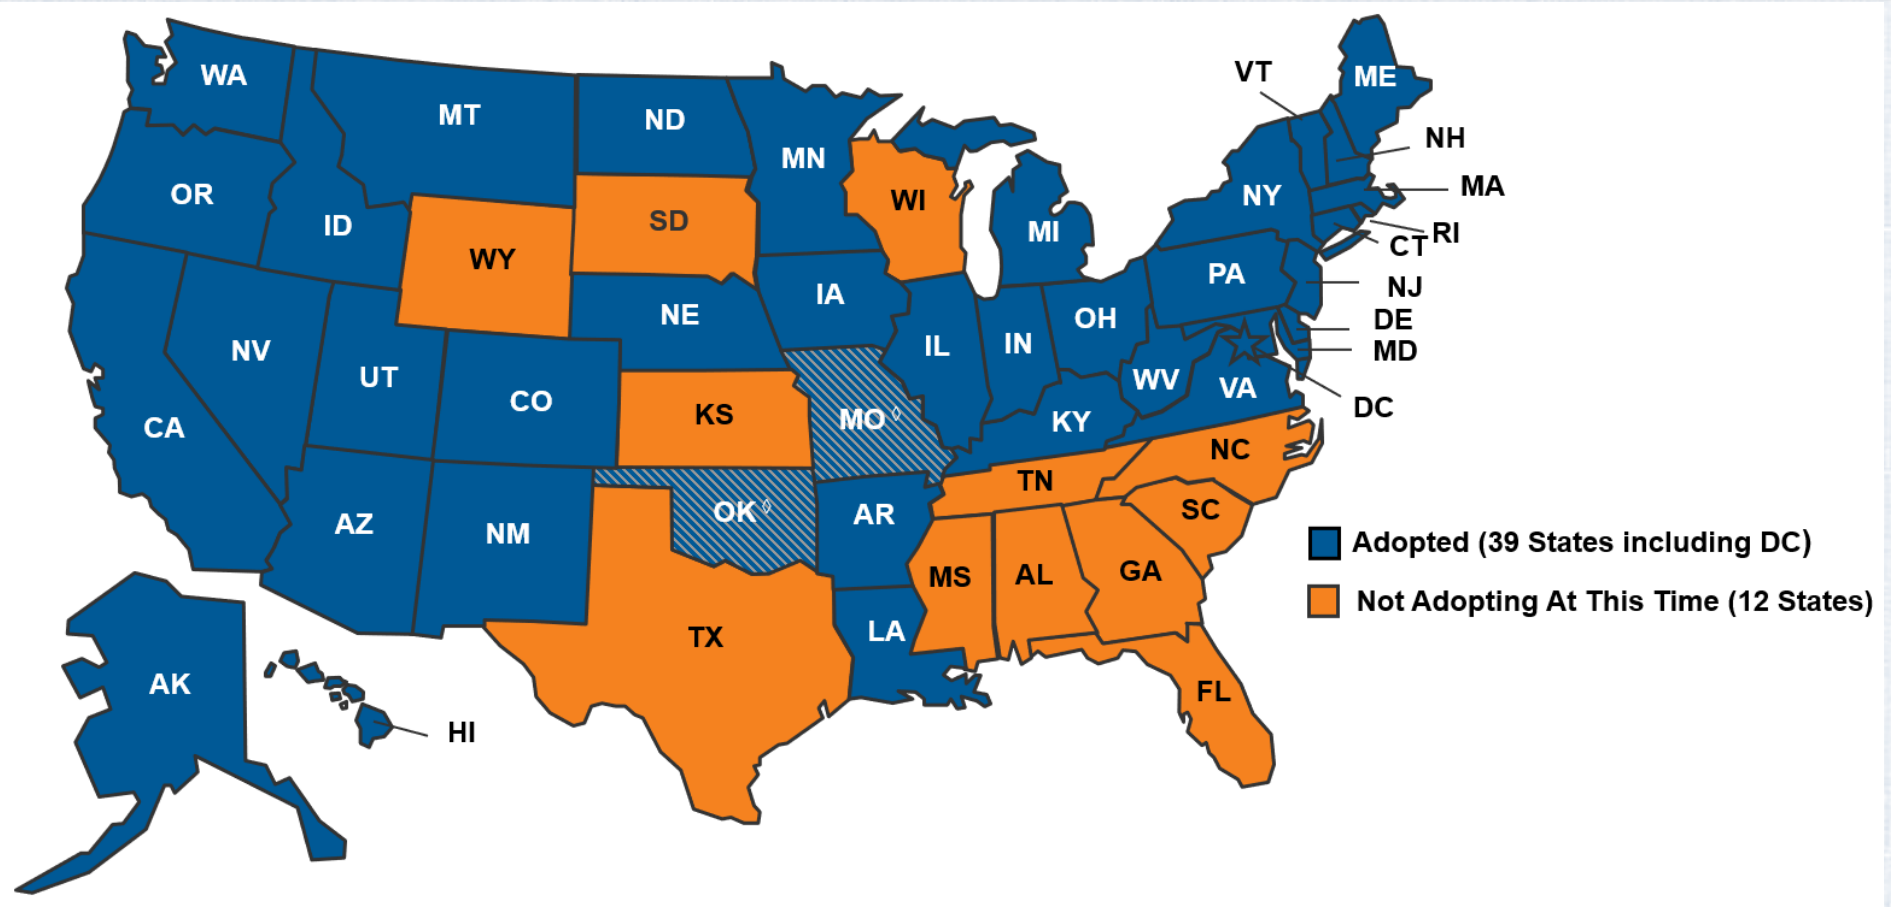 WA
MT
ND
MN
ME
VT
NH
MA
NY
RI
CT
OR
ID
SD
WI
MI
WY
PA
NJ
IA
NE
DE
MD
OH
IL
IN
NV
UT
CO
WV
VA
DC
KS
MO◊
KY
CA
NC
TN
OK◊
AR
SC
AZ
NM
MS
AL
GA
Adopted (39 States including DC)
Not Adopting At This Time (12 States)
TX
LA
AK
FL
HI